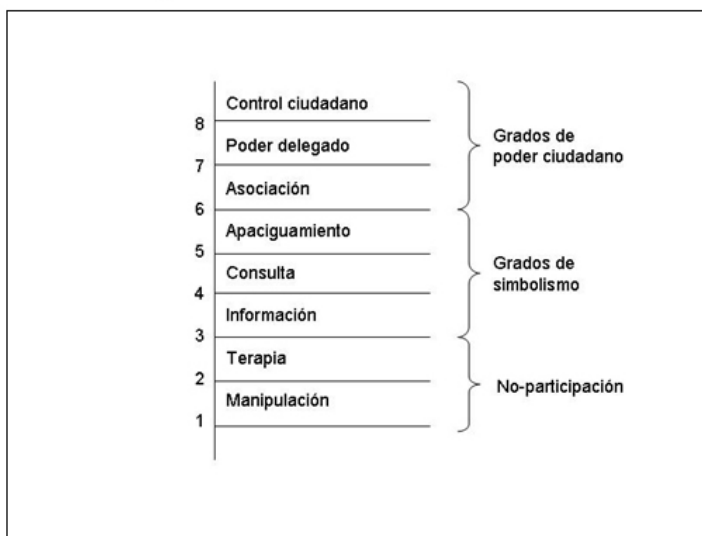 Control ciudadano
8
Poder delegado
7
Asociación
6
Apaciguamiento
5
Consulta
4
Información
3
Terapia
2
Manipulación
1
Grados de
poder ciudadano
Grados de
simbolismo
No-participación